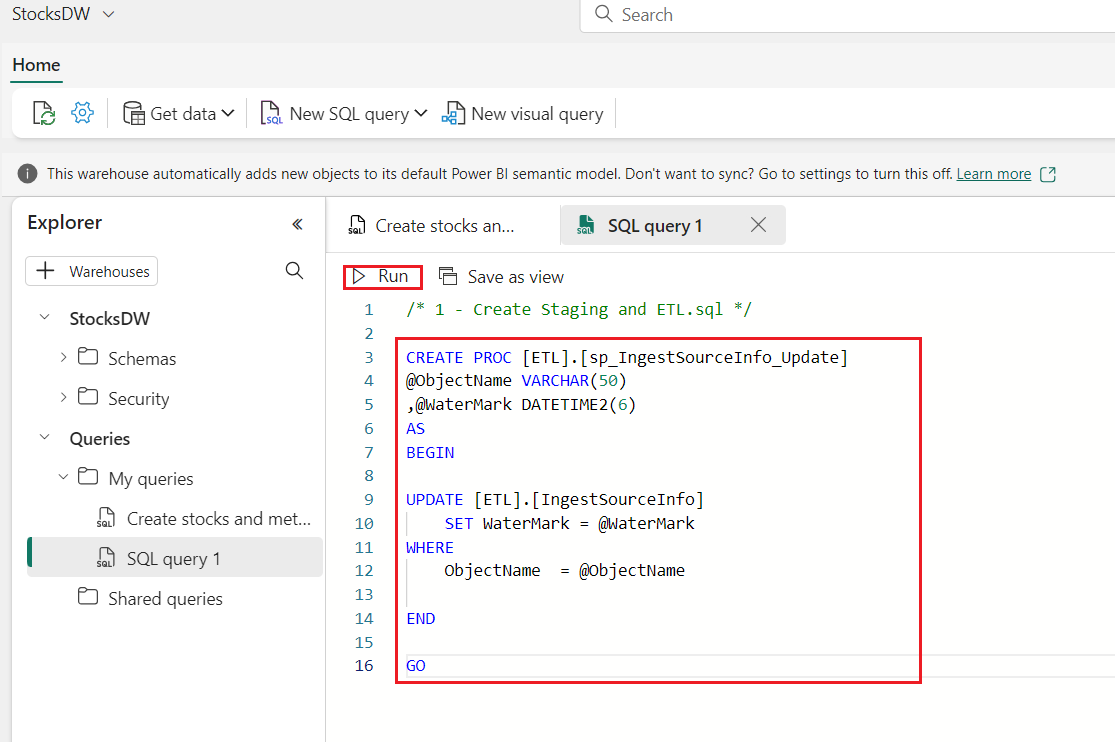 StocksDW
Search
Home
Get data
New SQL query
New visual query
This warehouse automatically adds new objects to its default Power BI semantic model. Don't want to sync? Go to settings to turn this off. Learn more
Explorer
Create stocks an...
SQL query 1
Warehouses
Run
Save as view
StocksDW
Schemas
Security
Queries
My queries
Create stocks and met...
SQL query 1
Shared queries
1 /* 1 - Create Staging and ETL.sql */
2
3 CREATE PROC [ETL].[sp_IngestSourceInfo_Update]
4 @ObjectName VARCHAR(50)
5 ,@WaterMark DATETIME2(6)
6 AS
7 BEGIN
8
9 UPDATE [ETL].[IngestSourceInfo]
10     SET WaterMark = @WaterMark
11 WHERE
12     ObjectName  = @ObjectName
13
14 END
15
16 GO